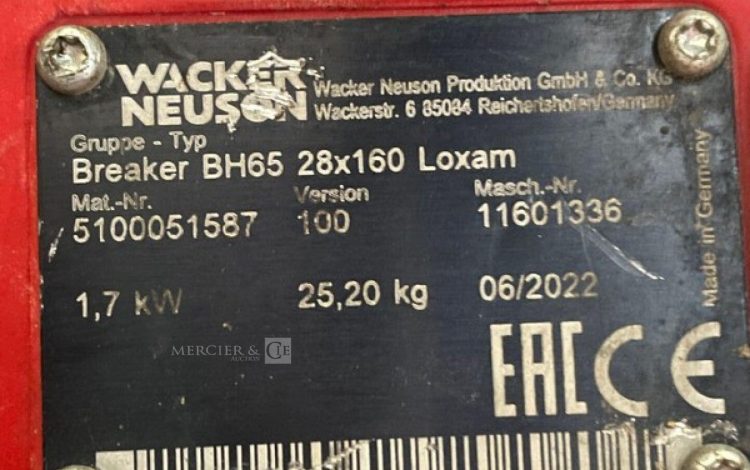 WACKER
NEUSON
Wacker Neuson Produktion GmbH & Co. KG
Wackerstr. 6 85084 Reichertshofen/Germany
Gruppe - Typ
Breaker BH65 28x160 Loxam
Mat.-Nr. Version Masch.-Nr.
5100051587 100 11601336
1,7 kW 25,20 kg 06/2022
Made in Germany
MERCIER & CIE
AUCTION
EAC CE